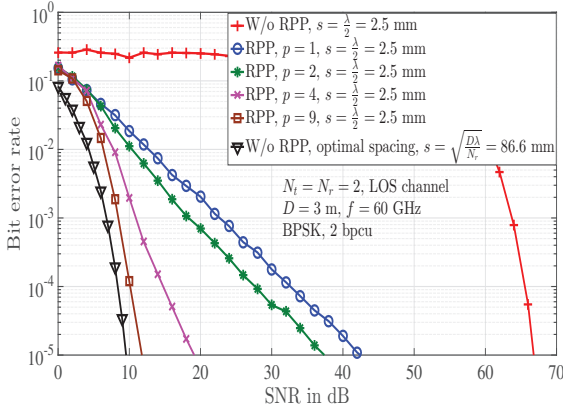 Bit error rate
10^0
10^-1
10^-2
10^-3
10^-4
10^-5
W/o RPP, s = λ/2 = 2.5 mm
RPP, p = 1, s = λ/2 = 2.5 mm
RPP, p = 2, s = λ/2 = 2.5 mm
RPP, p = 4, s = λ/2 = 2.5 mm
RPP, p = 9, s = λ/2 = 2.5 mm
W/o RPP, optimal spacing, s = √(Dλ/N_r) = 86.6 mm
N_t = N_r = 2, LOS channel
D = 3 m, f = 60 GHz
BPSK, 2 bpcu
0 10 20 30 40 50 60 70
SNR in dB